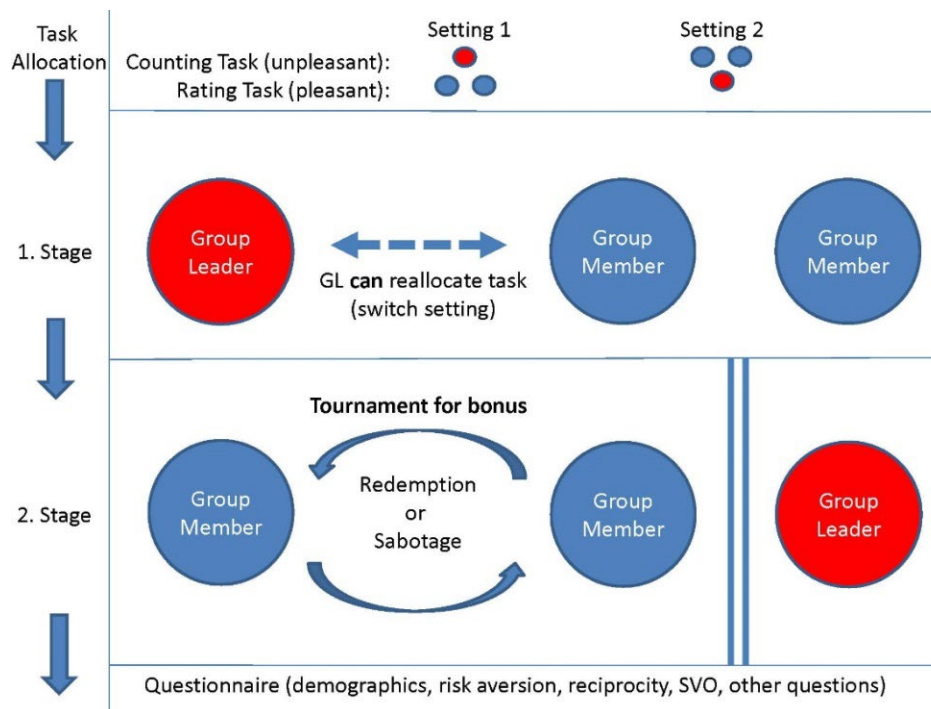 Task
Allocation
Setting 1
Setting 2
Counting Task (unpleasant):
Rating Task (pleasant):
1. Stage
Group
Leader
GL can reallocate task
(switch setting)
Group
Member
Group
Member
2. Stage
Tournament for bonus
Group
Member
Redemption
or
Sabotage
Group
Member
Group
Leader
Questionnaire (demographics, risk aversion, reciprocity, SVO, other questions)